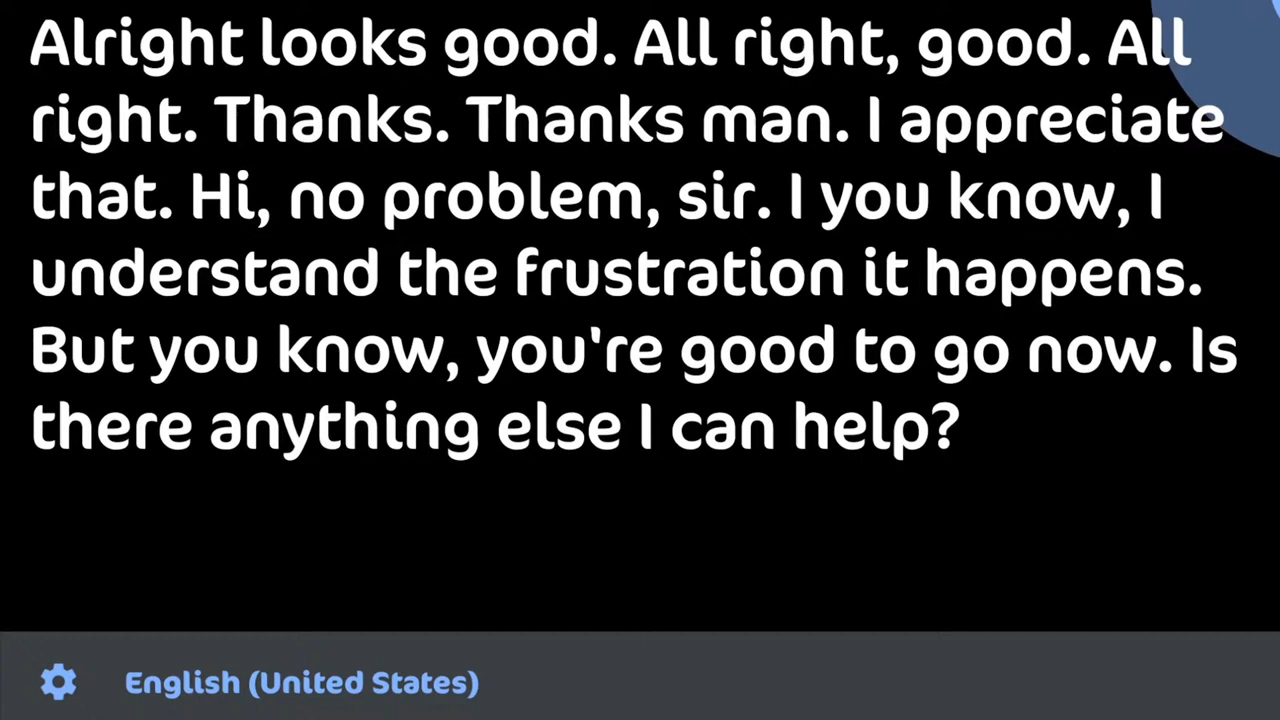 Alright looks good. All right, good. All
right. Thanks. Thanks man. I appreciate
that. Hi, no problem, sir. I you know, I
understand the frustration it happens.
But you know, you're good to go now. Is
there anything else I can help?
English (United States)